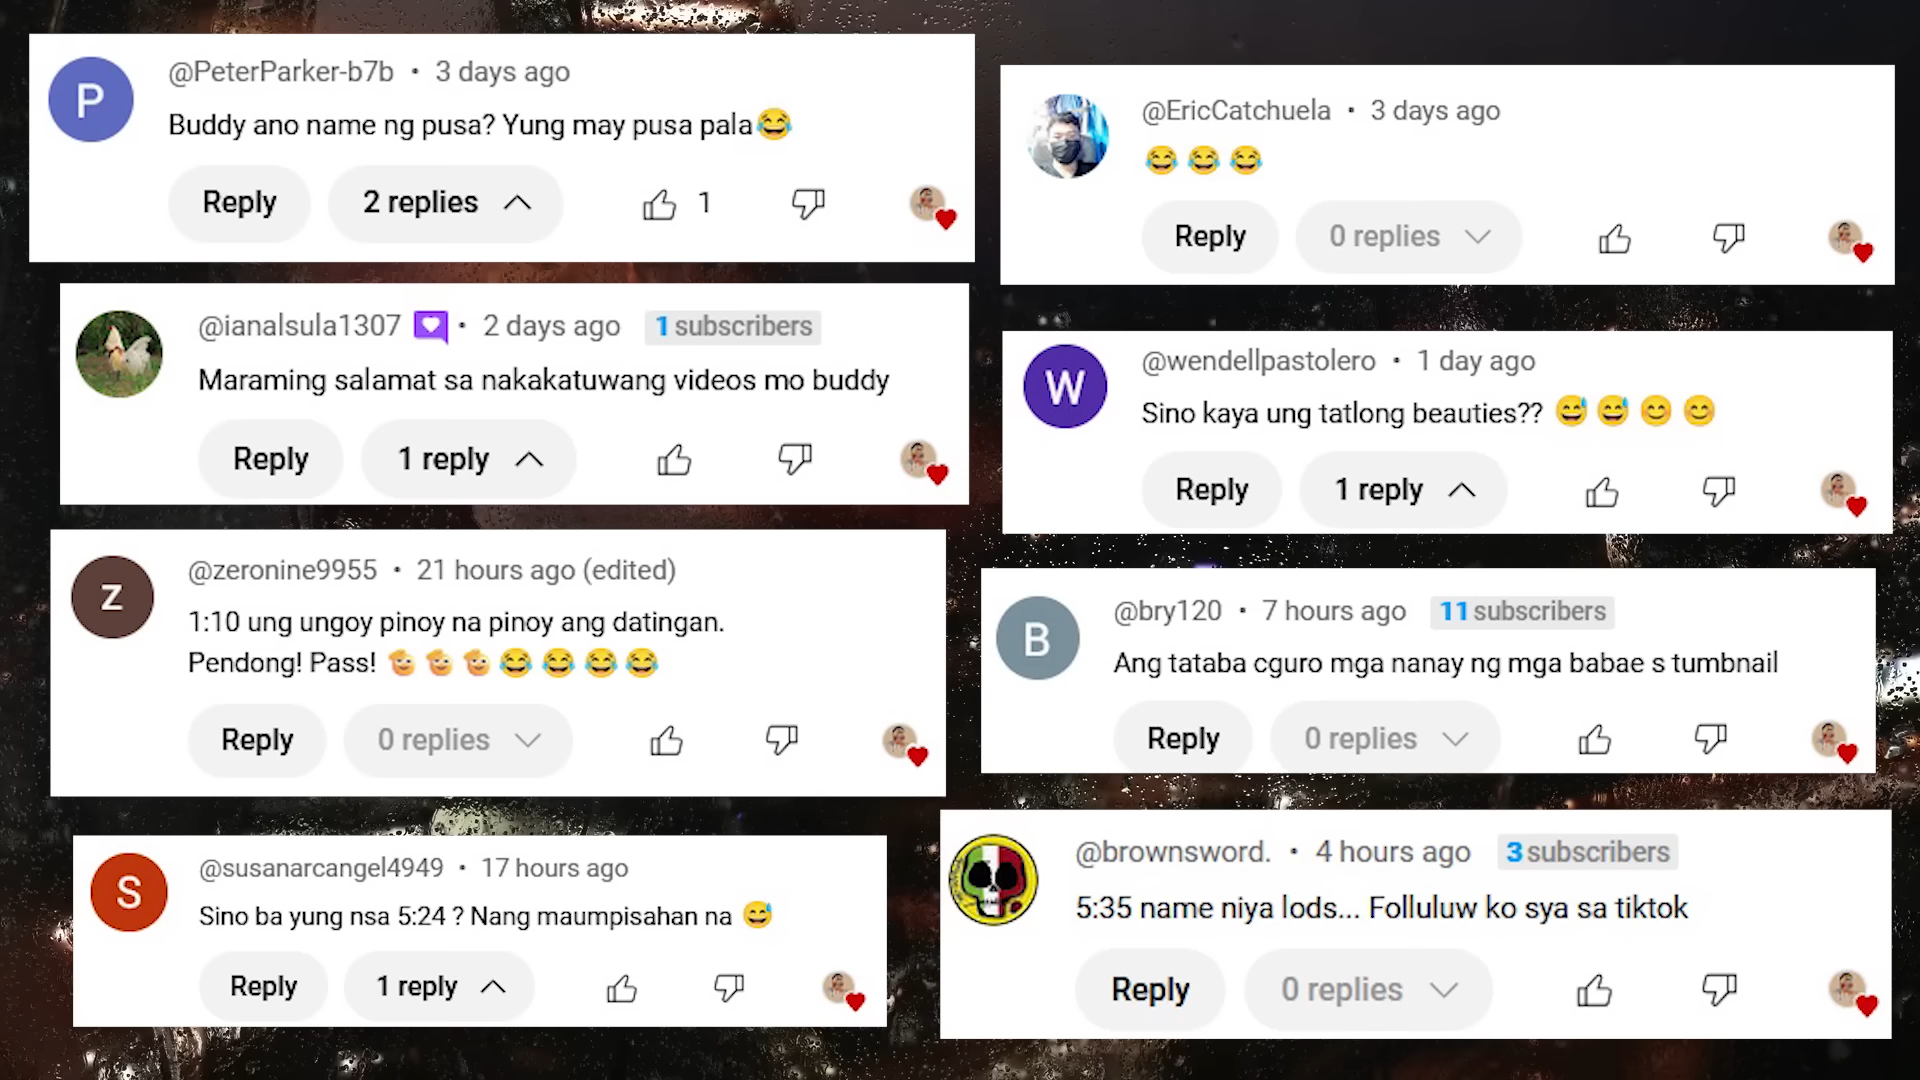 P
@PeterParker-b7b • 3 days ago
Buddy ano name ng pusa? Yung may pusa pala😂
Reply 2 replies 1
@ianalsula1307 • 2 days ago 1 subscribers
Maraming salamat sa nakakatuwang videos mo buddy
Reply 1 reply
z
@zeronine9955 • 21 hours ago (edited)
1:10 ung ungoy pinoy na pinoy ang datingan.
Pendong! Pass! 🫡🫡🫡😂😂😂😂
Reply 0 replies
S
@susanarcangel4949 • 17 hours ago
Sino ba yung nsa 5:24 ? Nang maumpisahan na 😅
Reply 1 reply
@EricCatchuela • 3 days ago
😂😂😂
Reply 0 replies
W
@wendellpastolero • 1 day ago
Sino kaya ung tatlong beauties?? 😅😅😊😊
Reply 1 reply
B
@bry120 • 7 hours ago 11 subscribers
Ang tataba cguro mga nanay ng mga babae s tumbnail
Reply 0 replies
@brownsword. • 4 hours ago 3 subscribers
5:35 name niya lods... Folluluw ko sya sa tiktok
Reply 0 replies